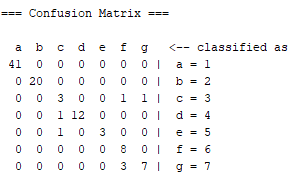 === Confusion Matrix ===
a b c d e f g <-- classified as
41 0 0 0 0 0 0 | a = 1
0 20 0 0 0 0 0 | b = 2
0 0 3 0 0 1 1 | c = 3
0 0 1 12 0 0 0 | d = 4
0 0 1 0 3 0 0 | e = 5
0 0 0 0 0 8 0 | f = 6
0 0 0 0 0 3 7 | g = 7